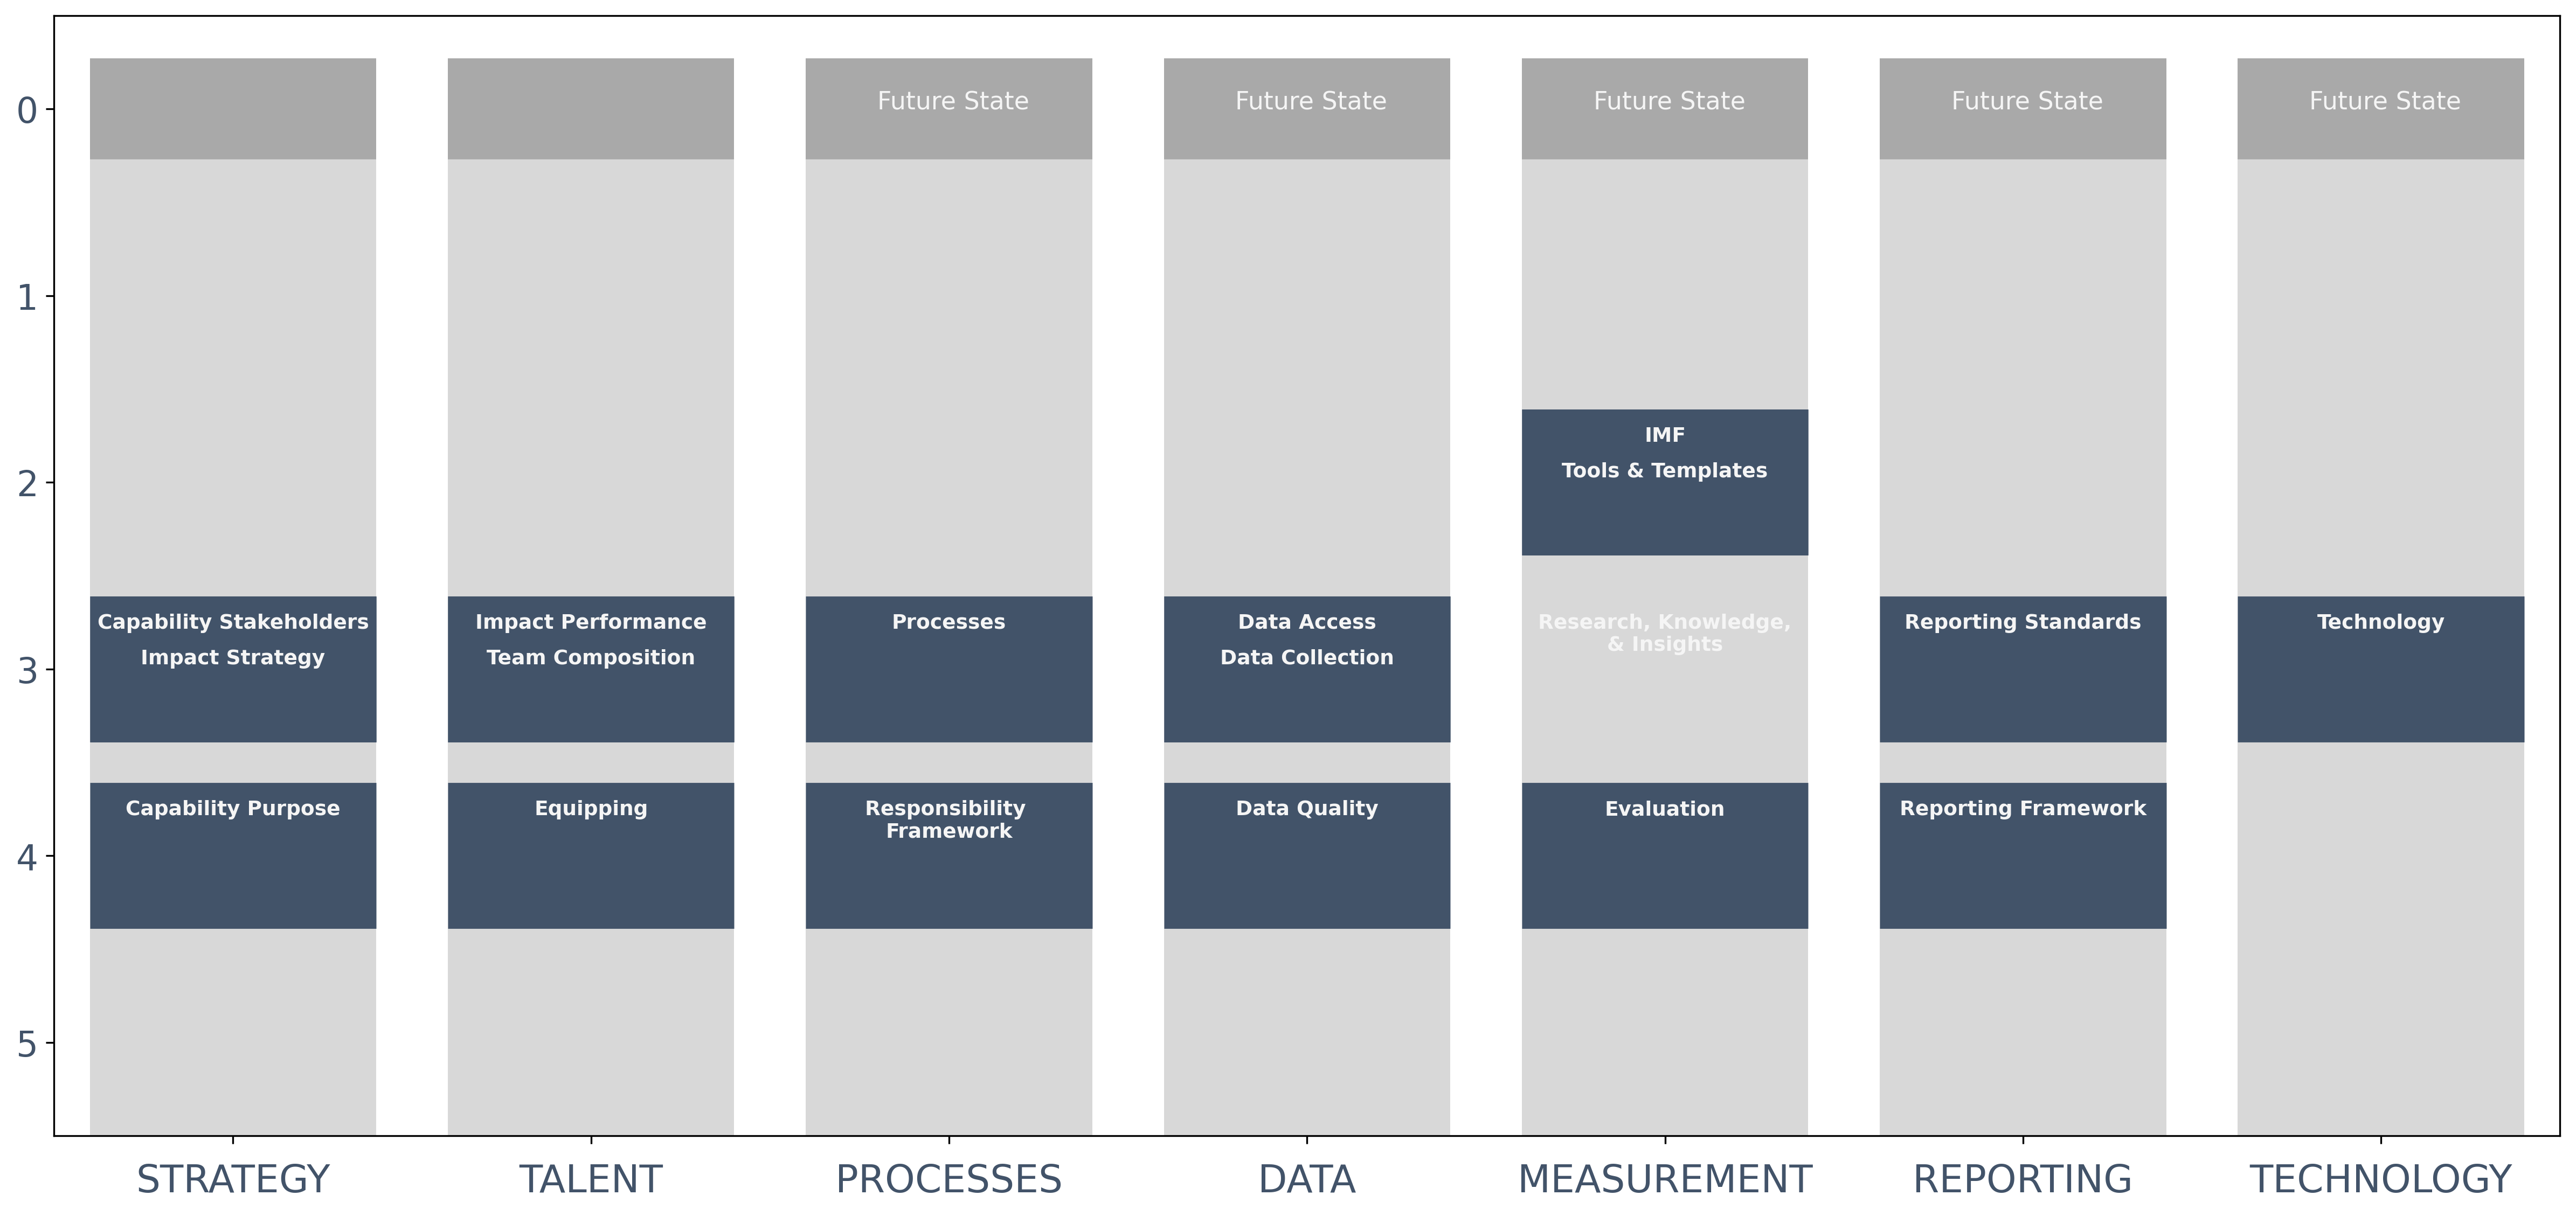 0
Future State
Future State
Future State
Future State
Future State
1
IMF
2
Tools & Templates
Capability Stakeholders
Impact Performance
Processes
Data Access
Research, Knowledge,
& Insights
Reporting Standards
Technology
3
Impact Strategy
Team Composition
Data Collection
Capability Purpose
Equipping
Responsibility
Framework
Data Quality
Evaluation
Reporting Framework
4
5
STRATEGY
TALENT
PROCESSES
DATA
MEASUREMENT
REPORTING
TECHNOLOGY